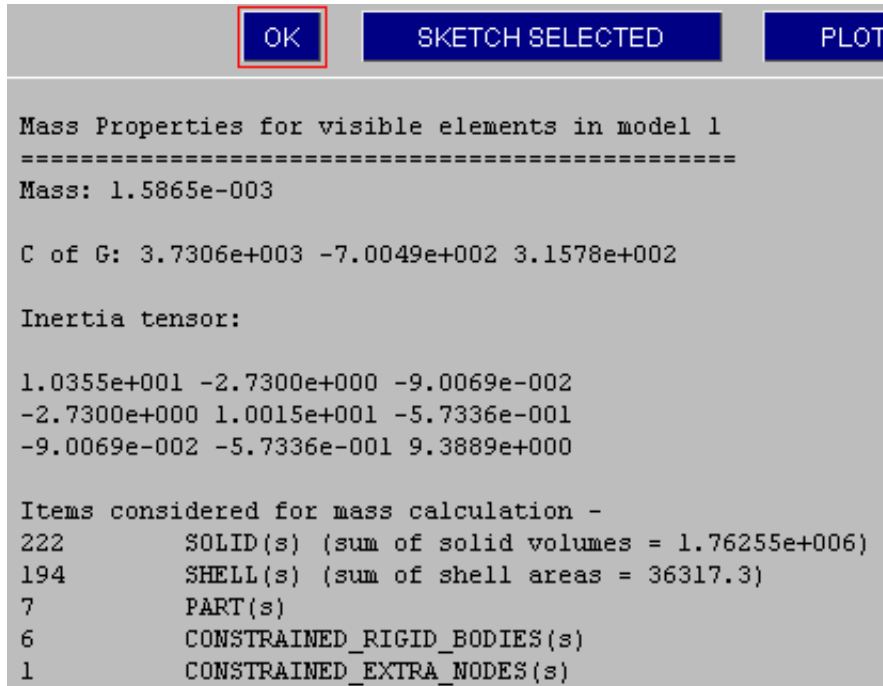 OK SKETCH SELECTED PLOT
Mass Properties for visible elements in model 1
================================================
Mass: 1.5865e-003
C of G: 3.7306e+003 -7.0049e+002 3.1578e+002
Inertia tensor:
1.0355e+001 -2.7300e+000 -9.0069e-002
-2.7300e+000 1.0015e+001 -5.7336e-001
-9.0069e-002 -5.7336e-001 9.3889e+000
Items considered for mass calculation -
222 SOLID(s) (sum of solid volumes = 1.76255e+006)
194 SHELL(s) (sum of shell areas = 36317.3)
7 PART(s)
6 CONSTRAINED_RIGID_BODIES(s)
1 CONSTRAINED_EXTRA_NODES(s)